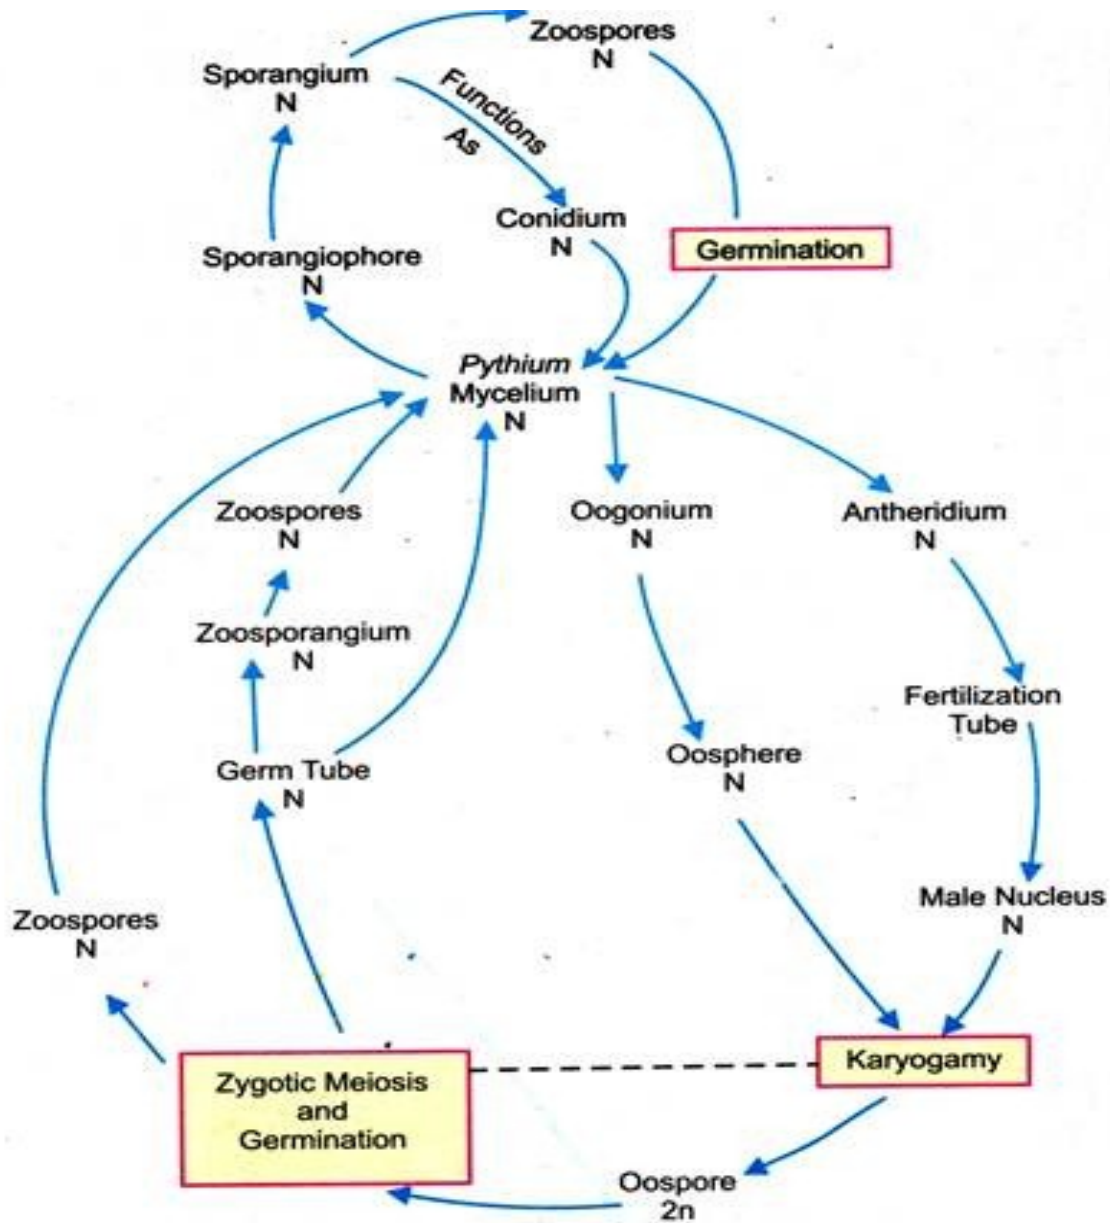 Zoospores
N
Sporangium
N
Functions
As
Conidium
N
Germination
Sporangiophore
N
Pythium
Mycelium
N
Zoospores
N
Oogonium
N
Antheridium
N
Zoosporangium
N
Fertilization
Tube
Germ Tube
N
Oosphere
N
Male Nucleus
N
Zoospores
N
Zygotic Meiosis
and
Germination
Karyogamy
Oospore
2n